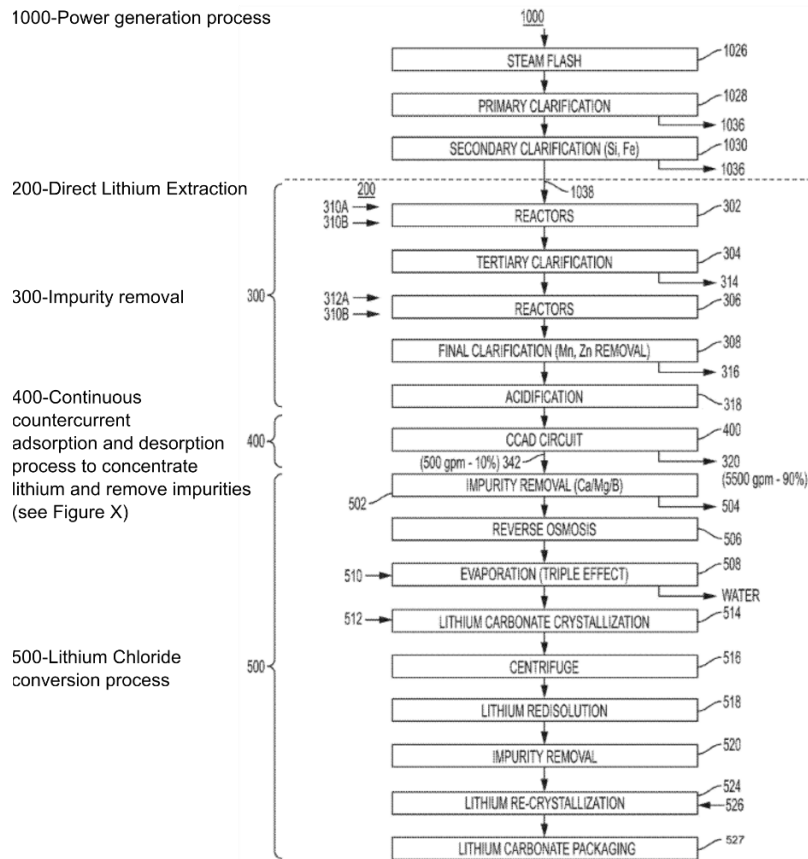 1000-Power generation process
1000
STEAM FLASH
1026
PRIMARY CLARIFICATION
1028
1036
SECONDARY CLARIFICATION (Si, Fe)
1030
1036
200-Direct Lithium Extraction
200
1038
310A
310B
REACTORS
302
TERTIARY CLARIFICATION
304
314
300-Impurity removal
300
312A
310B
REACTORS
306
FINAL CLARIFICATION (Mn, Zn REMOVAL)
308
316
ACIDIFICATION
318
400-Continuous
countercurrent
adsorption and desorption
process to concentrate
lithium and remove impurities
(see Figure X)
400
CCAD CIRCUIT
400
(500 gpm - 10%) 342
320
(5500 gpm - 90%)
IMPURITY REMOVAL (Ca/Mg/B)
502
504
REVERSE OSMOSIS
506
510
EVAPORATION (TRIPLE EFFECT)
508
WATER
512
LITHIUM CARBONATE CRYSTALLIZATION
514
500-Lithium Chloride
conversion process
500
CENTRIFUGE
516
LITHIUM REDISOLUTION
518
IMPURITY REMOVAL
520
LITHIUM RE-CRYSTALLIZATION
524
526
LITHIUM CARBONATE PACKAGING
527